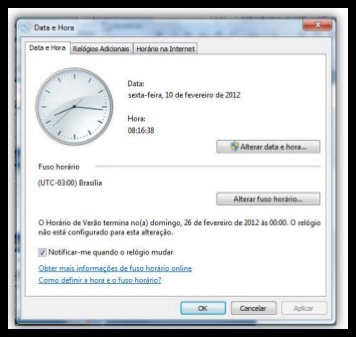 Data e Hora
Data e Hora Relógios Adicionais Horário na Internet
Data:
sexta-feira, 10 de fevereiro de 2012
Hora:
08:16:38
Alterar data e hora...
Fuso horário
(UTC-03:00) Brasília
Alterar fuso horário...
O Horário de Verão termina no(a) domingo, 26 de fevereiro de 2012 às 00:00. O relógio
não está configurado para esta alteração.
Notificar-me quando o relógio mudar
Obter mais informações de fuso horário online
Como definir a hora e o fuso horário?
OK Cancelar Aplicar